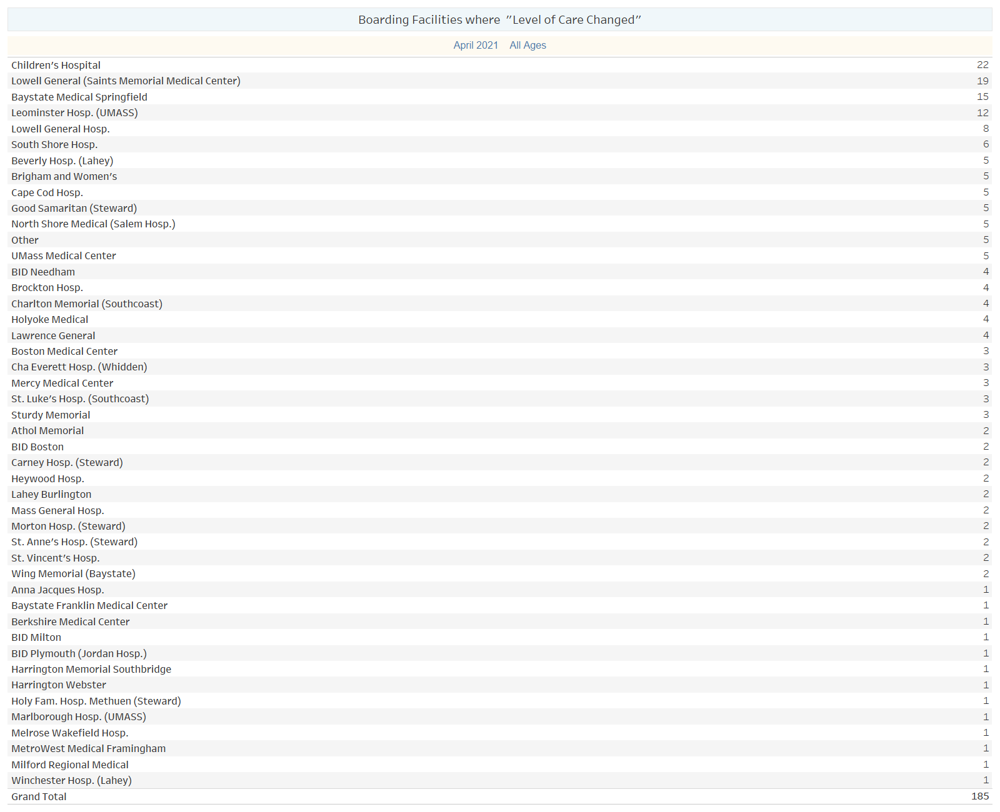 Boarding Facilities where "Level of Care Changed"
April 2021 All Ages
Children's Hospital 22
Lowell General (Saints Memorial Medical Center) 19
Baystate Medical Springfield 15
Leominster Hosp. (UMASS) 12
Lowell General Hosp. 8
South Shore Hosp. 6
Beverly Hosp. (Lahey) 5
Brigham and Women's 5
Cape Cod Hosp. 5
Good Samaritan (Steward) 5
North Shore Medical (Salem Hosp.) 5
Other 5
UMass Medical Center 5
BID Needham 4
Brockton Hosp. 4
Charlton Memorial (Southcoast) 4
Holyoke Medical 4
Lawrence General 4
Boston Medical Center 3
Cha Everett Hosp. (Whidden) 3
Mercy Medical Center 3
St. Luke's Hosp. (Southcoast) 3
Sturdy Memorial 3
Athol Memorial 2
BID Boston 2
Carney Hosp. (Steward) 2
Heywood Hosp. 2
Lahey Burlington 2
Mass General Hosp. 2
Morton Hosp. (Steward) 2
St. Anne's Hosp. (Steward) 2
St. Vincent's Hosp. 2
Wing Memorial (Baystate) 2
Anna Jacques Hosp. 1
Baystate Franklin Medical Center 1
Berkshire Medical Center 1
BID Milton 1
BID Plymouth (Jordan Hosp.) 1
Harrington Memorial Southbridge 1
Harrington Webster 1
Holy Fam. Hosp. Methuen (Steward) 1
Marlborough Hosp. (UMASS) 1
Melrose Wakefield Hosp. 1
MetroWest Medical Framingham 1
Milford Regional Medical 1
Winchester Hosp. (Lahey) 1
Grand Total 185